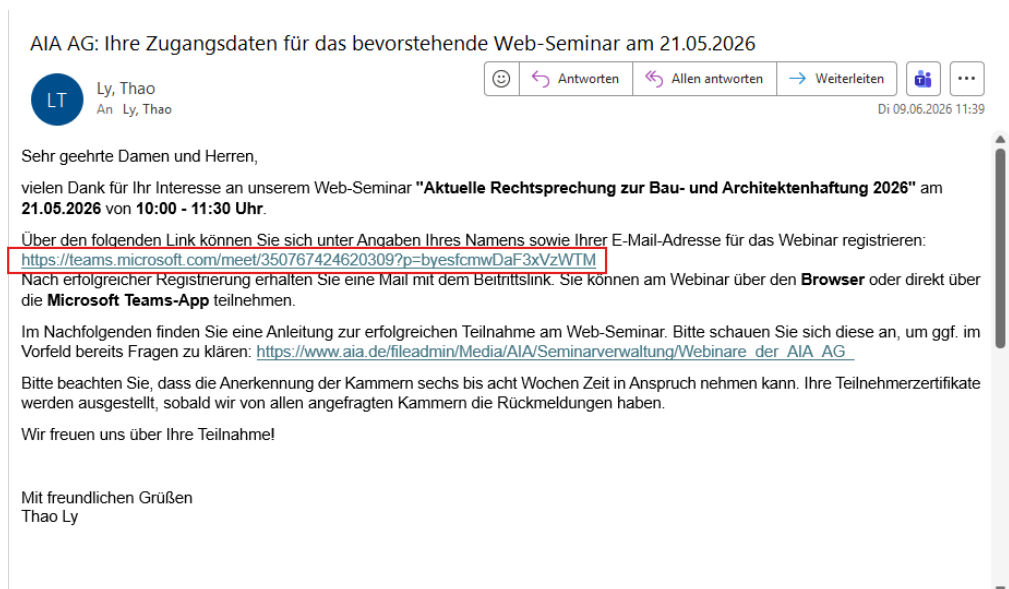 AIA AG: Ihre Zugangsdaten für das bevorstehende Web-Seminar am 21.05.2026
LT
Ly, Thao
An Ly, Thao
Antworten
Allen antworten
Weiterleiten
Di 09.06.2026 11:39
Sehr geehrte Damen und Herren,
vielen Dank für Ihr Interesse an unserem Web-Seminar "Aktuelle Rechtsprechung zur Bau- und Architektenhaftung 2026" am
21.05.2026 von 10:00 - 11:30 Uhr.
Über den folgenden Link können Sie sich unter Angaben Ihres Namens sowie Ihrer E-Mail-Adresse für das Webinar registrieren:
https://teams.microsoft.com/meet/350767424620309?p=byesfcmwDaF3xVzWTM
Nach erfolgreicher Registrierung erhalten Sie eine Mail mit dem Beitrittslink. Sie können am Webinar über den Browser oder direkt über
die Microsoft Teams-App teilnehmen.
Im Nachfolgenden finden Sie eine Anleitung zur erfolgreichen Teilnahme am Web-Seminar. Bitte schauen Sie sich diese an, um ggf. im
Vorfeld bereits Fragen zu klären: https://www.aia.de/fileadmin/Media/AIA/Seminarverwaltung/Webinare_der_AIA_AG_
Bitte beachten Sie, dass die Anerkennung der Kammern sechs bis acht Wochen Zeit in Anspruch nehmen kann. Ihre Teilnehmerzertifikate
werden ausgestellt, sobald wir von allen angefragten Kammern die Rückmeldungen haben.
Wir freuen uns über Ihre Teilnahme!
Mit freundlichen Grüßen
Thao Ly